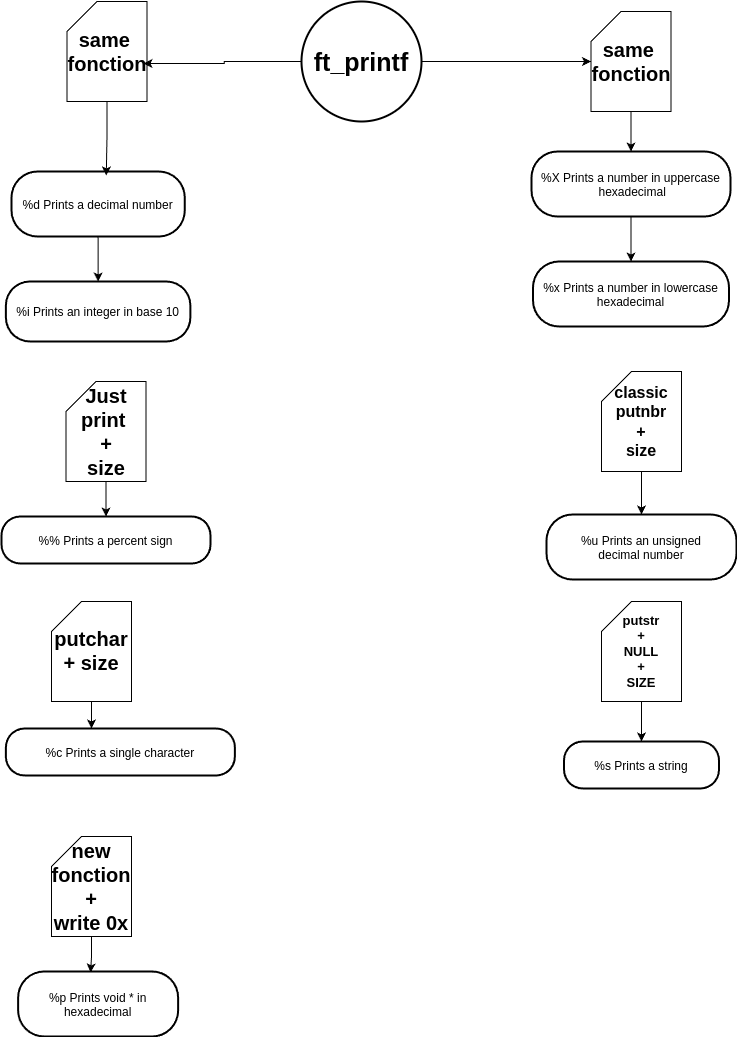 same
fonction
ft_printf
same
fonction
%d Prints a decimal number
%X Prints a number in uppercase
hexadecimal
%i Prints an integer in base 10
%x Prints a number in lowercase
hexadecimal
Just
print
+
size
classic
putnbr
+
size
%% Prints a percent sign
%u Prints an unsigned
decimal number
putchar
+ size
putstr
+
NULL
+
SIZE
%c Prints a single character
%s Prints a string
new
fonction
+
write 0x
%p Prints void * in
hexadecimal